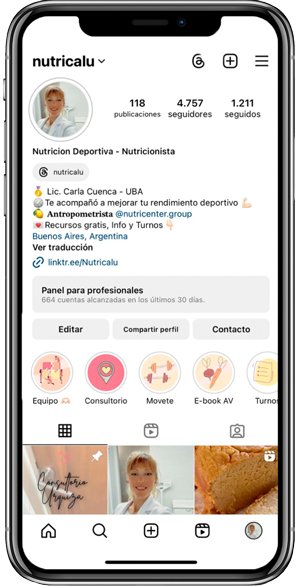 nutricalu
118
4.757
1.211
publicaciones
seguidores
seguidos
Nutricion Deportiva - Nutricionista
nutricalu
🏅 Lic. Carla Cuenca - UBA
Te acompañó a mejorar tu rendimiento deportivo 💪🏻
🍋 Antropometrista @nutricenter.group
💌 Recursos gratis, Info y Turnos 👇🏻
Buenos Aires, Argentina
Ver traducción
linktr.ee/Nutricalu
Panel para profesionales
664 cuentas alcanzadas en los últimos 30 días.
Editar
Compartir perfil
Contacto
Equipo 🫶🏻
Consultorio
Movete
E-book AV
Turnos
Consultorio
Urquiza